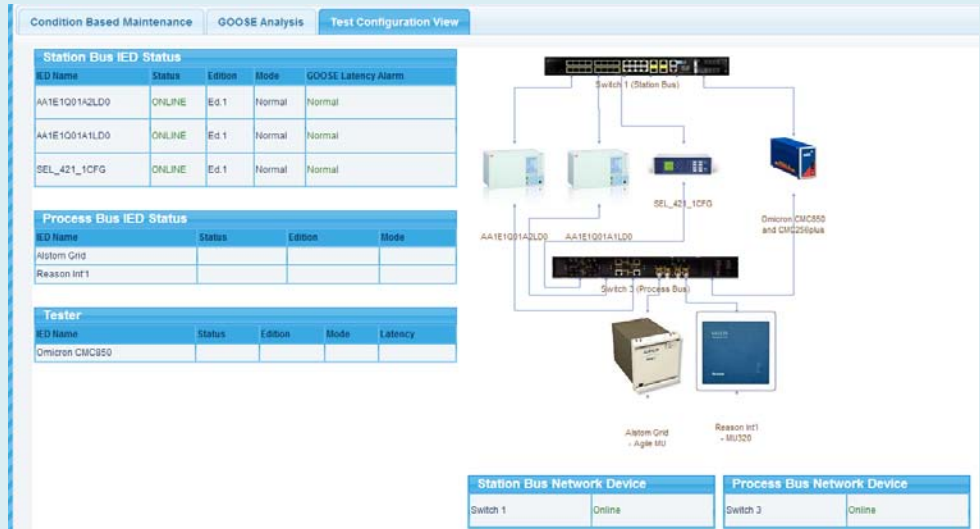 Condition Based Maintenance GOOSE Analysis Test Configuration View
Station Bus IED Status
IED Name Status Edition Mode GOOSE Latency Alarm
AA1E1Q01A2LD0 ONLINE Ed.1 Normal Normal
AA1E1Q01A1LD0 ONLINE Ed.1 Normal Normal
SEL_421_1CFG ONLINE Ed.1 Normal Normal
Process Bus IED Status
IED Name Status Edition Mode
Alstom Grid
Reason Int'l
Tester
IED Name Status Edition Mode Latency
Omicron CMC850
Switch 1 (Station Bus)
SEL_421_1CFG
Omicron CMC850
and CMC256plus
AA1E1Q01A2LD0 AA1E1Q01A1LD0
Switch 3 (Process Bus)
Alstom Grid
- Agile MU
Reason Int'l
- MU320
Station Bus Network Device
Switch 1 Online
Process Bus Network Device
Switch 3 Online